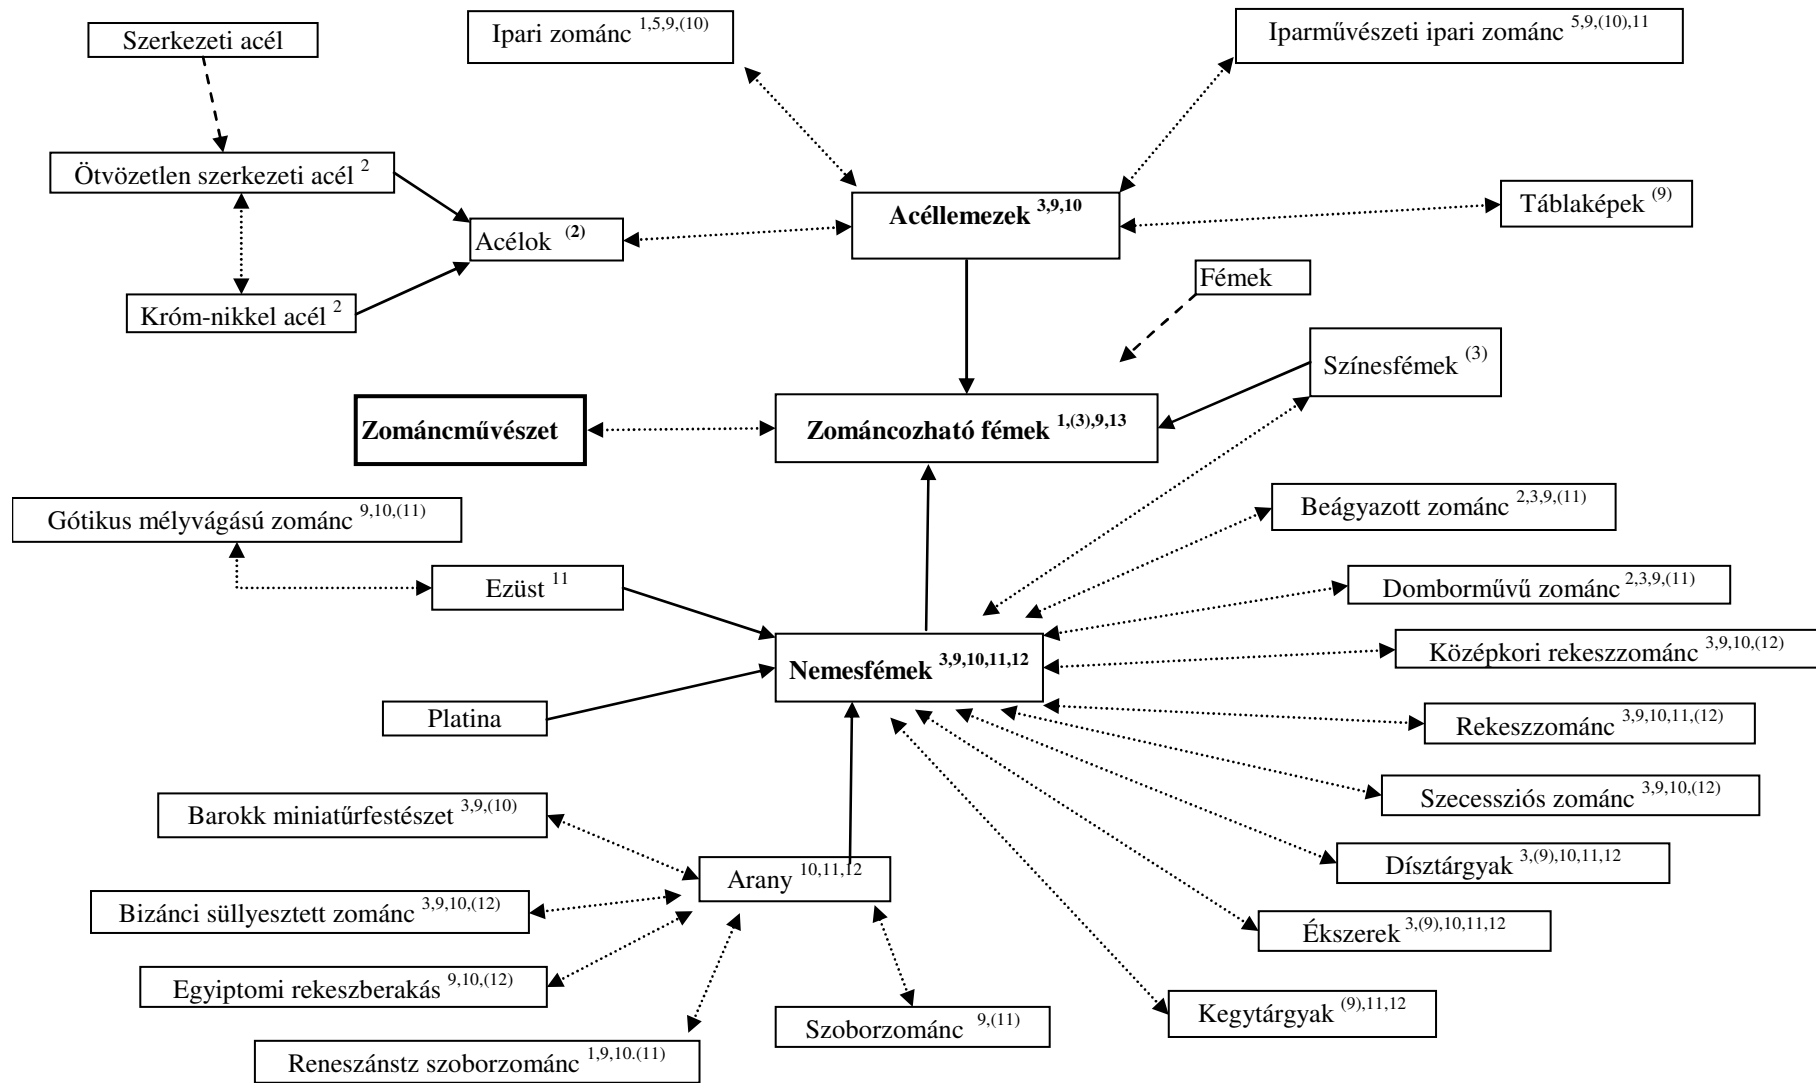 Szerkezeti acél
Ipari zománc 1,5,9,(10)
Iparművészeti ipari zománc 5,9,(10),11
Ötvözetlen szerkezeti acél 2
Acéllemezek 3,9,10
Táblaképek (9)
Acélok (2)
Fémek
Króm-nikkel acél 2
Színesfémek (3)
Zománcművészet
Zománcozható fémek 1,(3),9,13
Gótikus mélyvágású zománc 9,10,(11)
Beágyazott zománc 2,3,9,(11)
Ezüst 11
Domborművű zománc 2,3,9,(11)
Középkori rekeszzománc 3,9,10,(12)
Nemesfémek 3,9,10,11,12
Platina
Rekeszzománc 3,9,10,11,(12)
Szecessziós zománc 3,9,10,(12)
Barokk miniatűrfestészet 3,9,(10)
Dísztárgyak 3,(9),10,11,12
Arany 10,11,12
Bizánci süllyesztett zománc 3,9,10,(12)
Ékszerek 3,(9),10,11,12
Egyiptomi rekeszberakás 9,10,(12)
Kegytárgyak (9),11,12
Szoborzománc 9,(11)
Reneszánstz szoborzománc 1,9,10.(11)